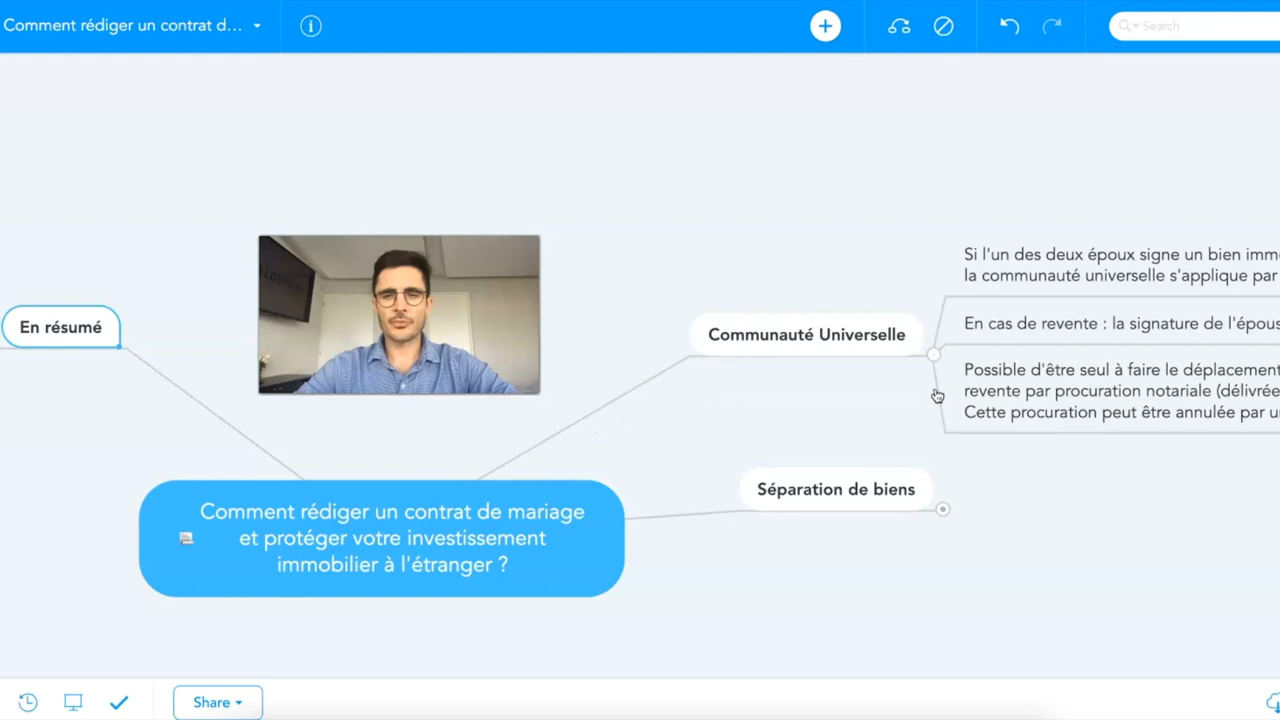 Comment rédiger un contrat d...
Search
Si l'un des deux époux signe un bien
la communauté universelle s'applique par
En résumé
Communauté Universelle
En cas de revente : la signature de
Possible d'être seul à faire le déplacement
revente par procuration notariale (délivrée
Cette procuration peut être annulée par
Séparation de biens
Comment rédiger un contrat de mariage
et protéger votre investissement
immobilier à l'étranger ?
Share